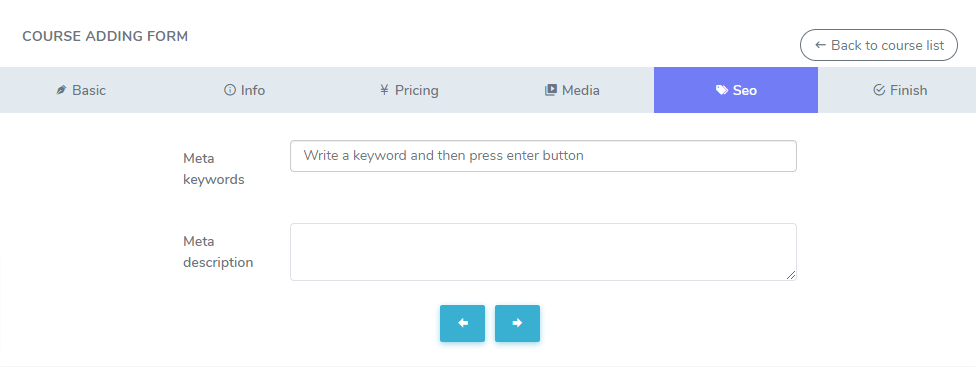 COURSE ADDING FORM
← Back to course list
Basic
Info
¥ Pricing
Media
Seo
Finish
Meta
keywords
Write a keyword and then press enter button
Meta
description